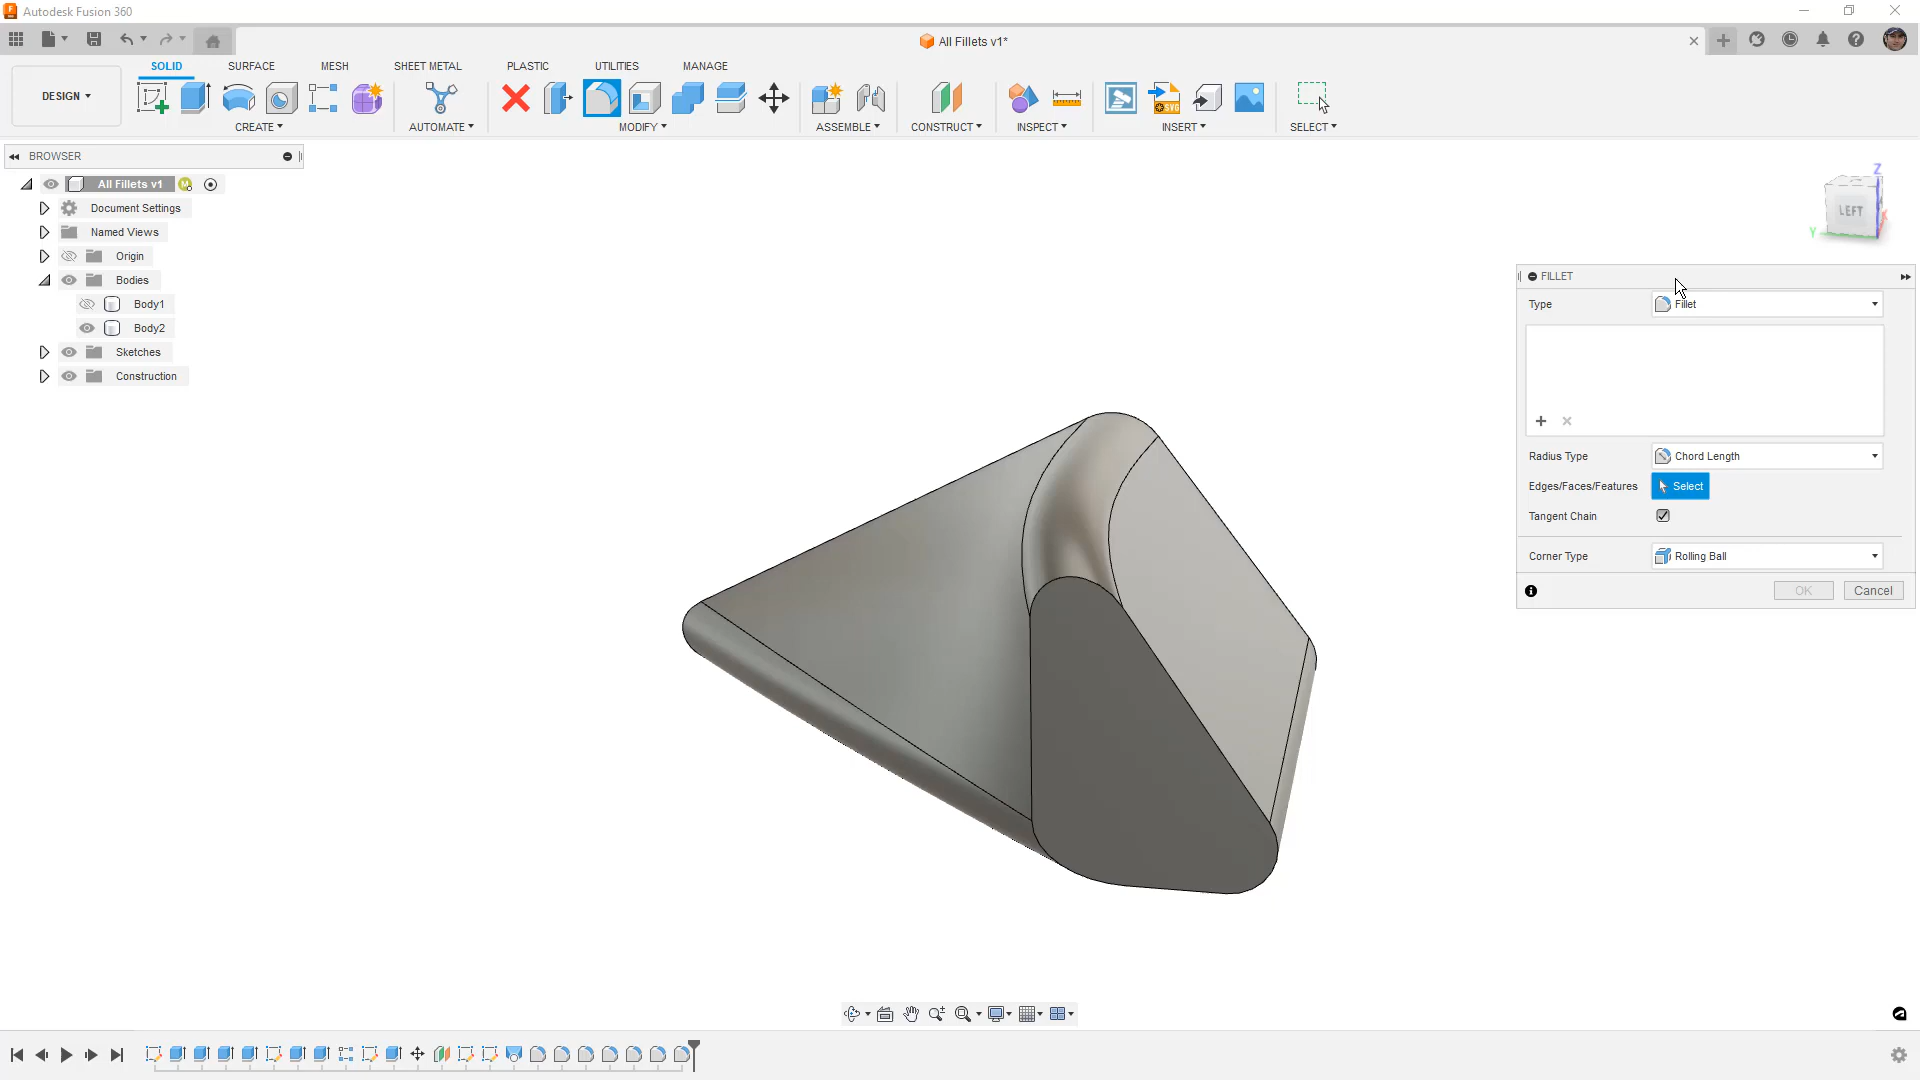 Autodesk Fusion 360
All Fillets v1*
SOLID
SURFACE
MESH
SHEET METAL
PLASTIC
UTILITIES
MANAGE
DESIGN
CREATE
AUTOMATE
MODIFY
ASSEMBLE
CONSTRUCT
INSPECT
INSERT
SELECT
SVG
BROWSER
All Fillets v1
Document Settings
Named Views
Origin
Bodies
Body1
Body2
Sketches
Construction
Z
LEFT
Y
FILLET
Type
Fillet
Radius Type
Chord Length
Edges/Faces/Features
Select
Tangent Chain
Corner Type
Rolling Ball
OK
Cancel